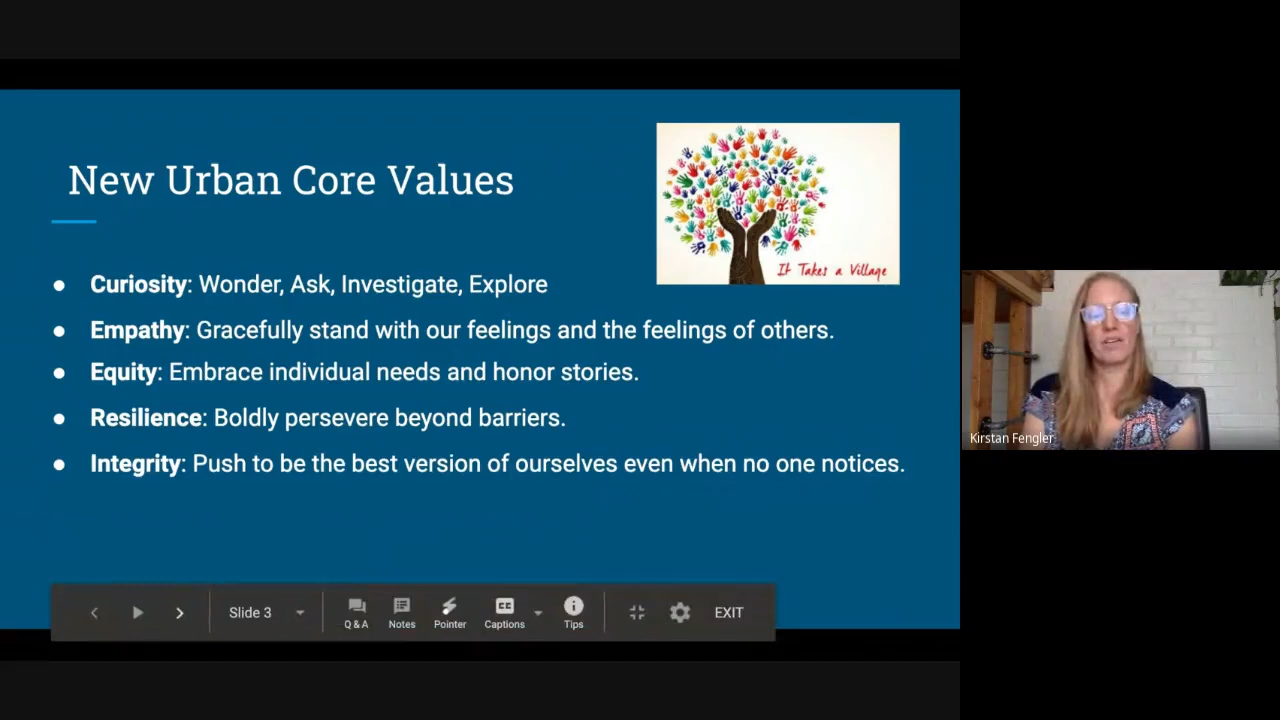 New Urban Core Values
It Takes a Village
● Curiosity: Wonder, Ask, Investigate, Explore
● Empathy: Gracefully stand with our feelings and the feelings of others.
● Equity: Embrace individual needs and honor stories.
● Resilience: Boldly persevere beyond barriers.
● Integrity: Push to be the best version of ourselves even when no one notices.
Kirstan Fengler
Slide 3
Q & A Notes Pointer CC Captions Tips EXIT